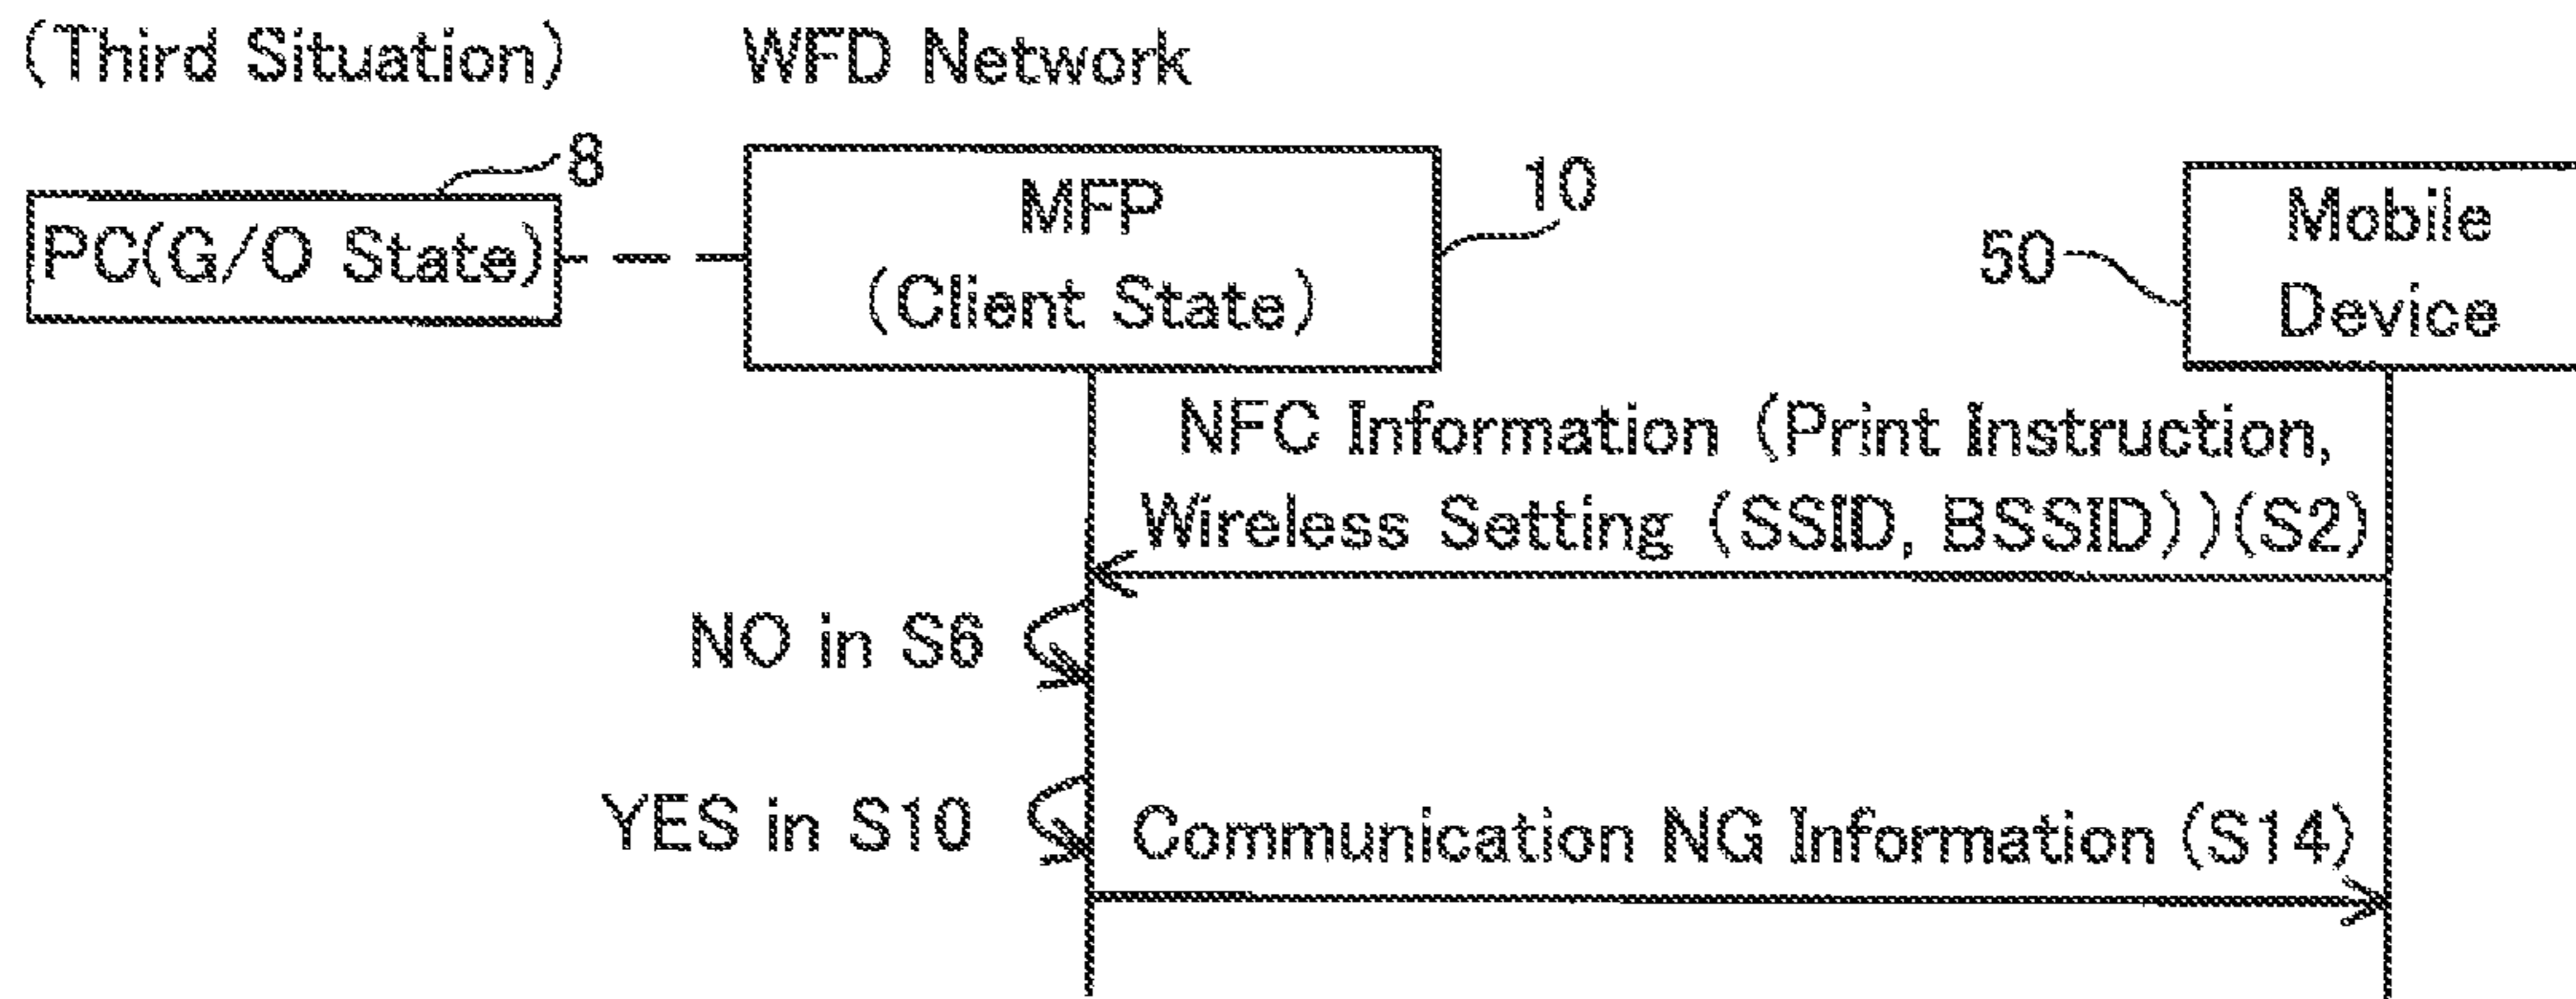 (Third Situation)
WFD Network
8
PC(G/O State)
MFP
(Client State)
10
50
Mobile
Device
NFC Information (Print Instruction,
Wireless Setting (SSID, BSSID))(S2)
NO in S6
YES in S10
Communication NG Information (S14)